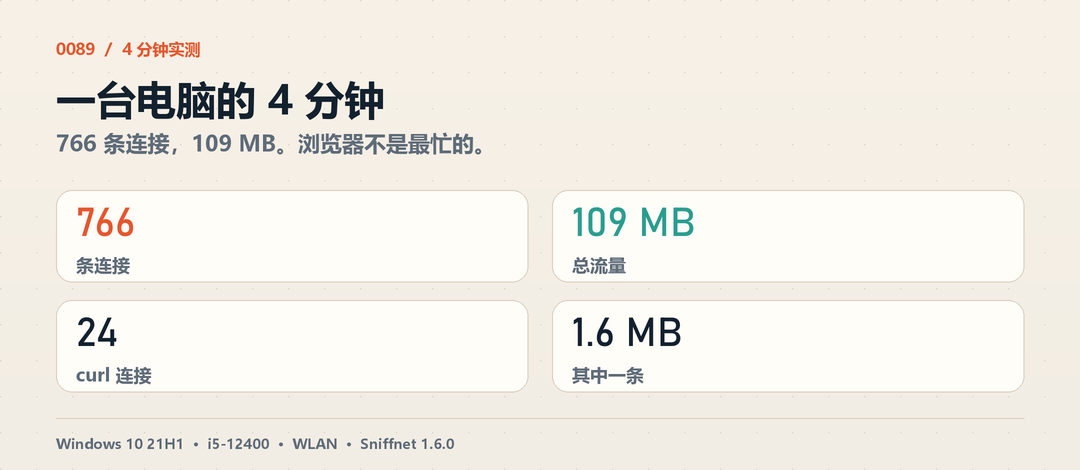 0089 / 4 分钟实测
一台电脑的 4 分钟
766 条连接，109 MB。浏览器不是最忙的。
766
条连接
109 MB
总流量
24
curl 连接
1.6 MB
其中一条
Windows 10 21H1 • i5-12400 • WLAN • Sniffnet 1.6.0